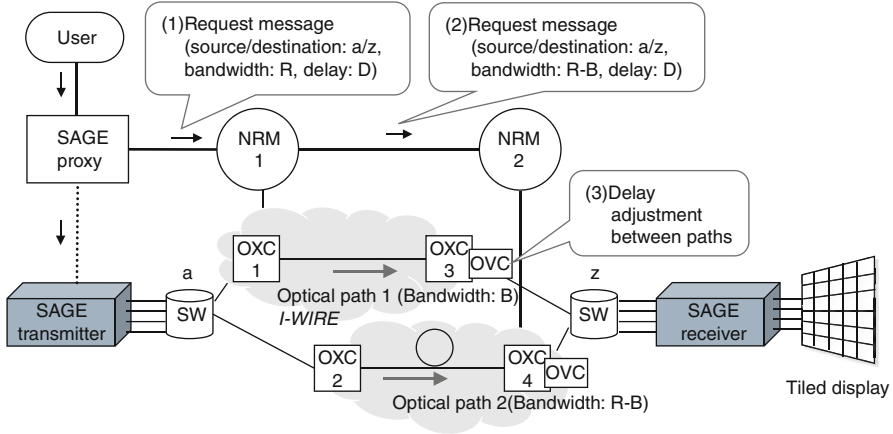 User
(1)Request message
(source/destination: a/z,
bandwidth: R, delay: D)
(2)Request message
(source/destination: a/z,
bandwidth: R-B, delay: D)
SAGE
proxy
NRM
1
NRM
2
(3)Delay
adjustment
between paths
OXC
1
OXC
3
OVC
a
z
Optical path 1 (Bandwidth: B)
I-WIRE
SAGE
transmitter
SW
SW
SAGE
receiver
OXC
2
OXC
4
OVC
Optical path 2(Bandwidth: R-B)
Tiled display